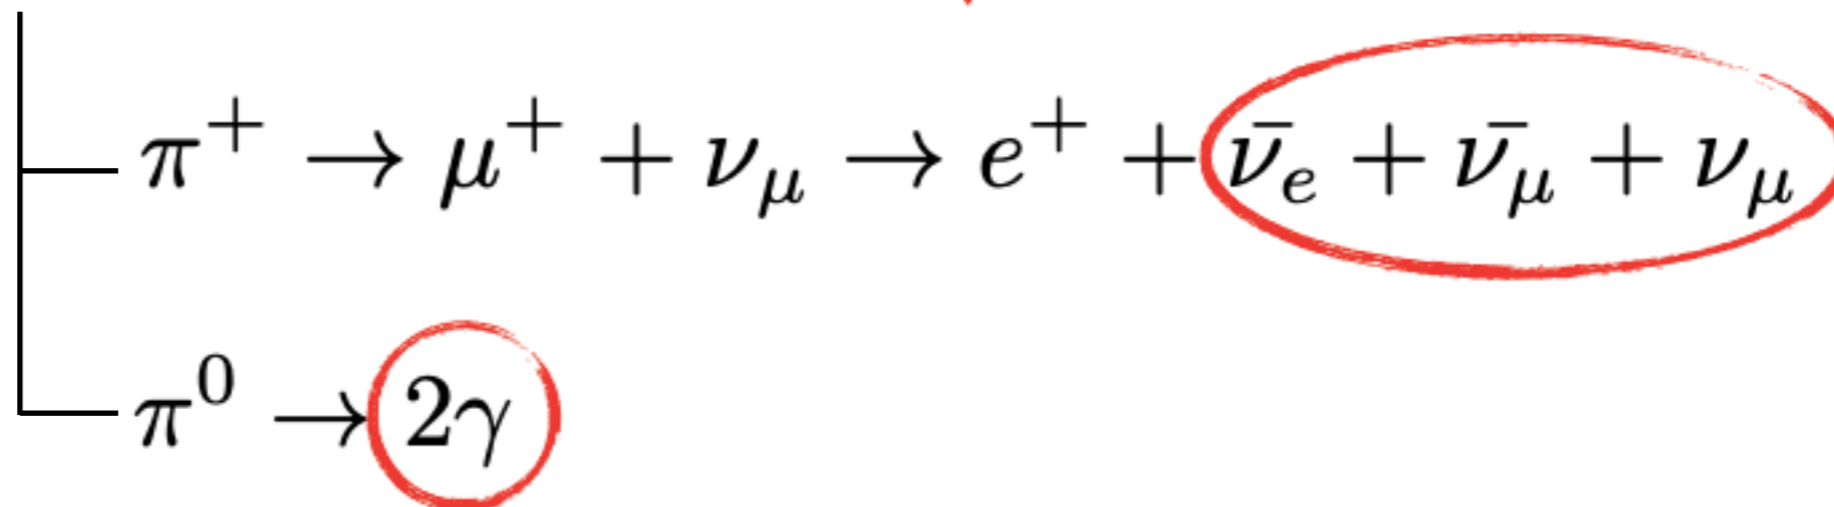 π⁺ → μ⁺ + ν_μ → e⁺ + ν̄_e + ν̄_μ + ν_μ
π⁰ → 2γ